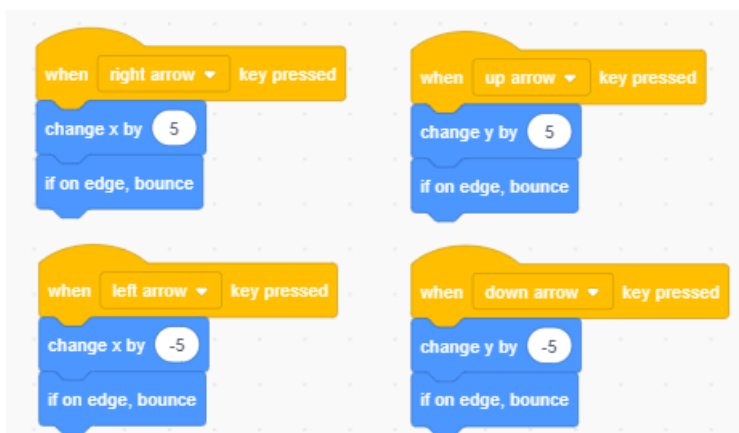 when right arrow key pressed
change x by 5
if on edge, bounce
when up arrow key pressed
change y by 5
if on edge, bounce
when left arrow key pressed
change x by -5
if on edge, bounce
when down arrow key pressed
change y by -5
if on edge, bounce